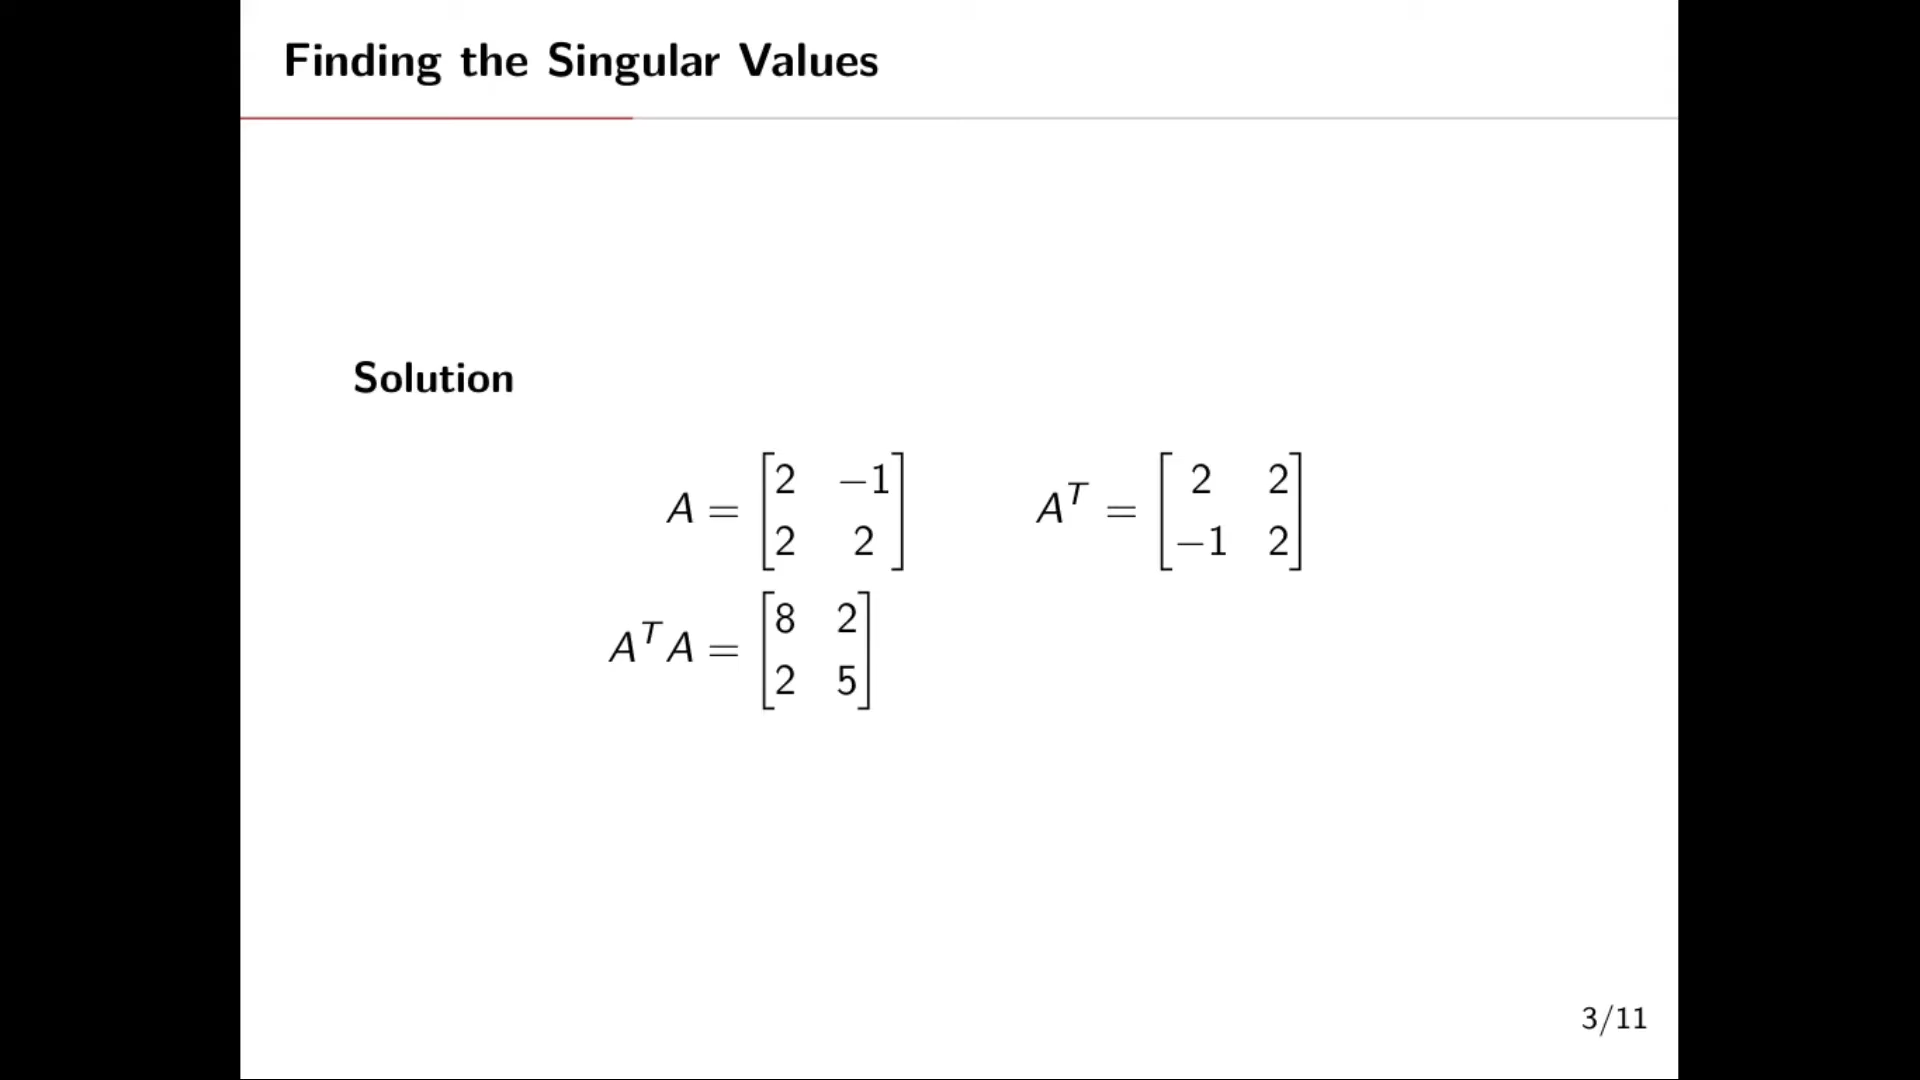 Finding the Singular Values
Solution
A = [2 −1; 2 2]    A^T = [2 2; −1 2]
A^T A = [8 2; 2 5]
3/11